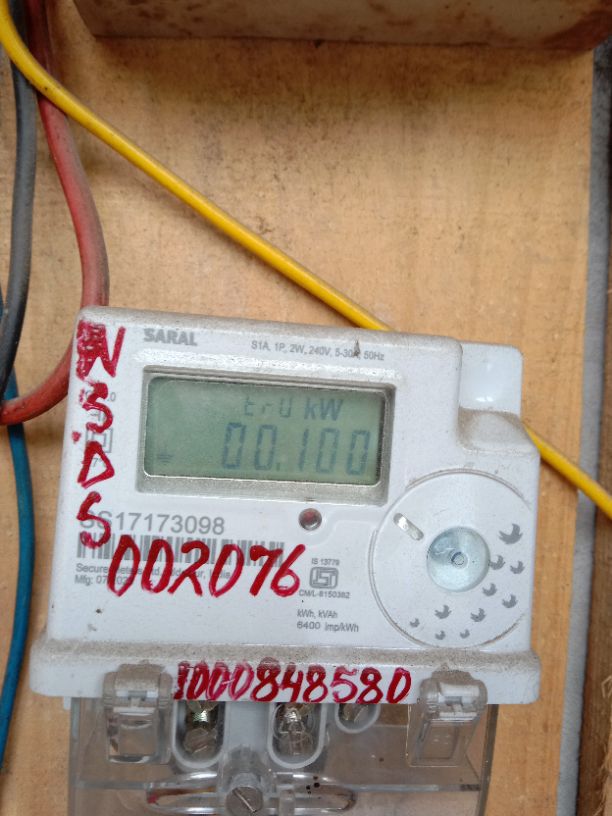 SARAL
S1A, 1P, 2W, 240V, 5-30A, 50Hz
kW
00.100
WSDS
SS17173098
002076
IS 13779
CM/L-8150362
kWh, kVAh
6400 imp/kWh
1000848580